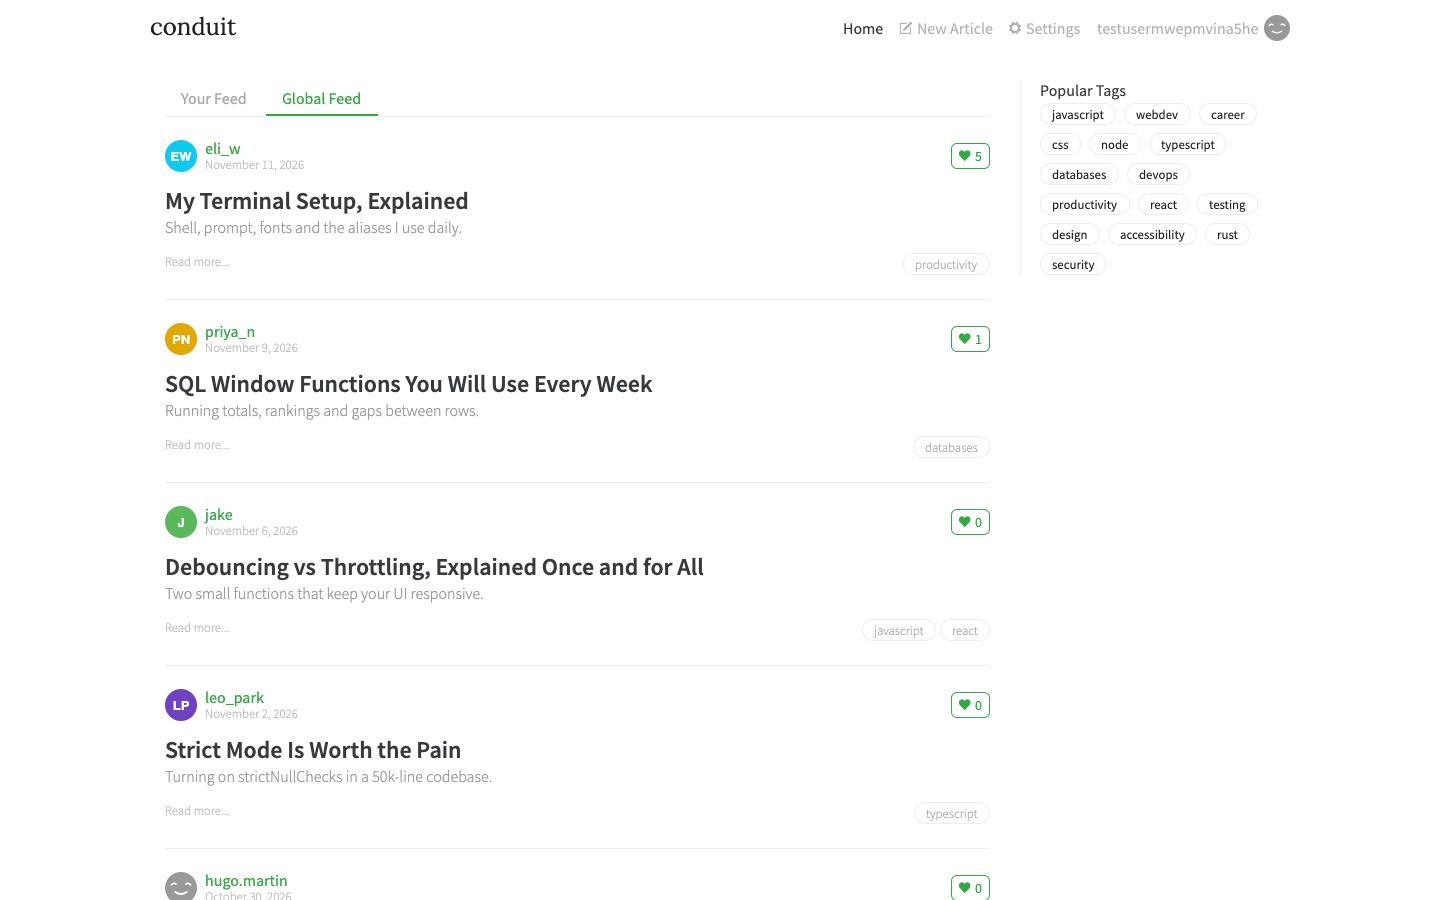 conduit
Home New Article Settings testusermwepmvina5he
Your Feed Global Feed
EW eli_w
November 11, 2026
5
My Terminal Setup, Explained
Shell, prompt, fonts and the aliases I use daily.
Read more...
productivity
PN priya_n
November 9, 2026
1
SQL Window Functions You Will Use Every Week
Running totals, rankings and gaps between rows.
Read more...
databases
J jake
November 6, 2026
0
Debouncing vs Throttling, Explained Once and for All
Two small functions that keep your UI responsive.
Read more...
javascript react
LP leo_park
November 2, 2026
0
Strict Mode Is Worth the Pain
Turning on strictNullChecks in a 50k-line codebase.
Read more...
typescript
hugo.martin
October 30, 2026
0
Popular Tags
javascript webdev career
css node typescript
databases devops
productivity react testing
design accessibility rust
security